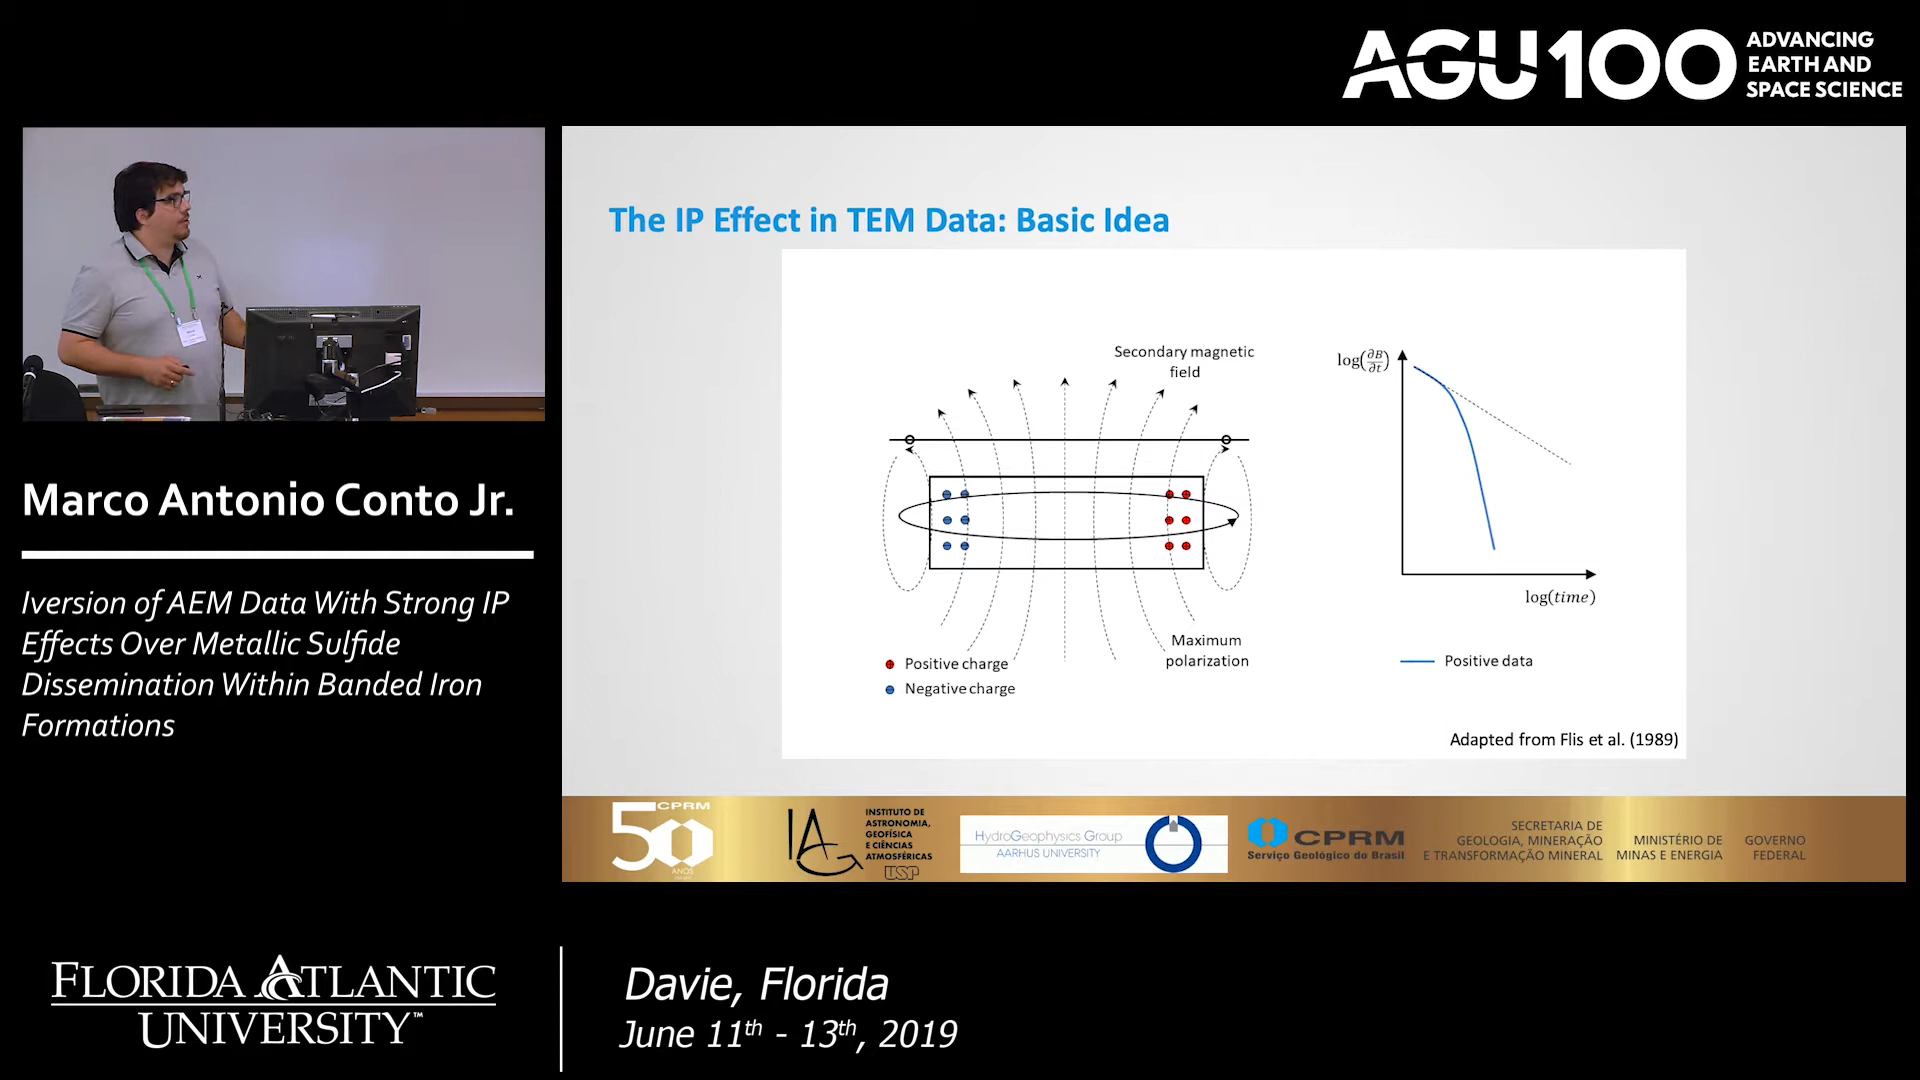 AGU100
ADVANCING
EARTH AND
SPACE SCIENCE
Marco Antonio Conto Jr.
Iversion of AEM Data With Strong IP
Effects Over Metallic Sulfide
Dissemination Within Banded Iron
Formations
The IP Effect in TEM Data: Basic Idea
Secondary magnetic
field
Maximum
polarization
Positive charge
Negative charge
log(∂B/∂t)
log(time)
Positive data
Adapted from Flis et al. (1989)
50 CPRM
ANOS
IAG
INSTITUTO DE
ASTRONOMIA,
GEOFÍSICA
E CIÊNCIAS
ATMOSFÉRICAS
USP
HydroGeophysics Group
AARHUS UNIVERSITY
CPRM
Serviço Geológico do Brasil
SECRETARIA DE
GEOLOGIA, MINERAÇÃO
E TRANSFORMAÇÃO MINERAL
MINISTÉRIO DE
MINAS E ENERGIA
GOVERNO
FEDERAL
FLORIDA ATLANTIC
UNIVERSITY™
Davie, Florida
June 11th - 13th, 2019